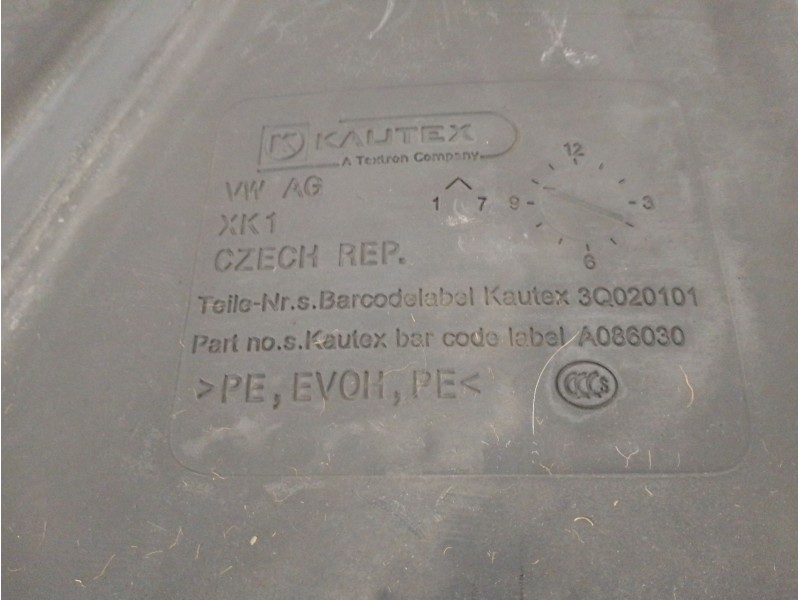 KAUTEX
A Textron Company
VW AG
XK1
CZECH REP.
12
1 7 9 3
6
Teile-Nr.s.Barcodelabel Kautex 3Q020101
Part no.s.Kautex bar code label A086030
>PE, EVOH, PE<
CCCS